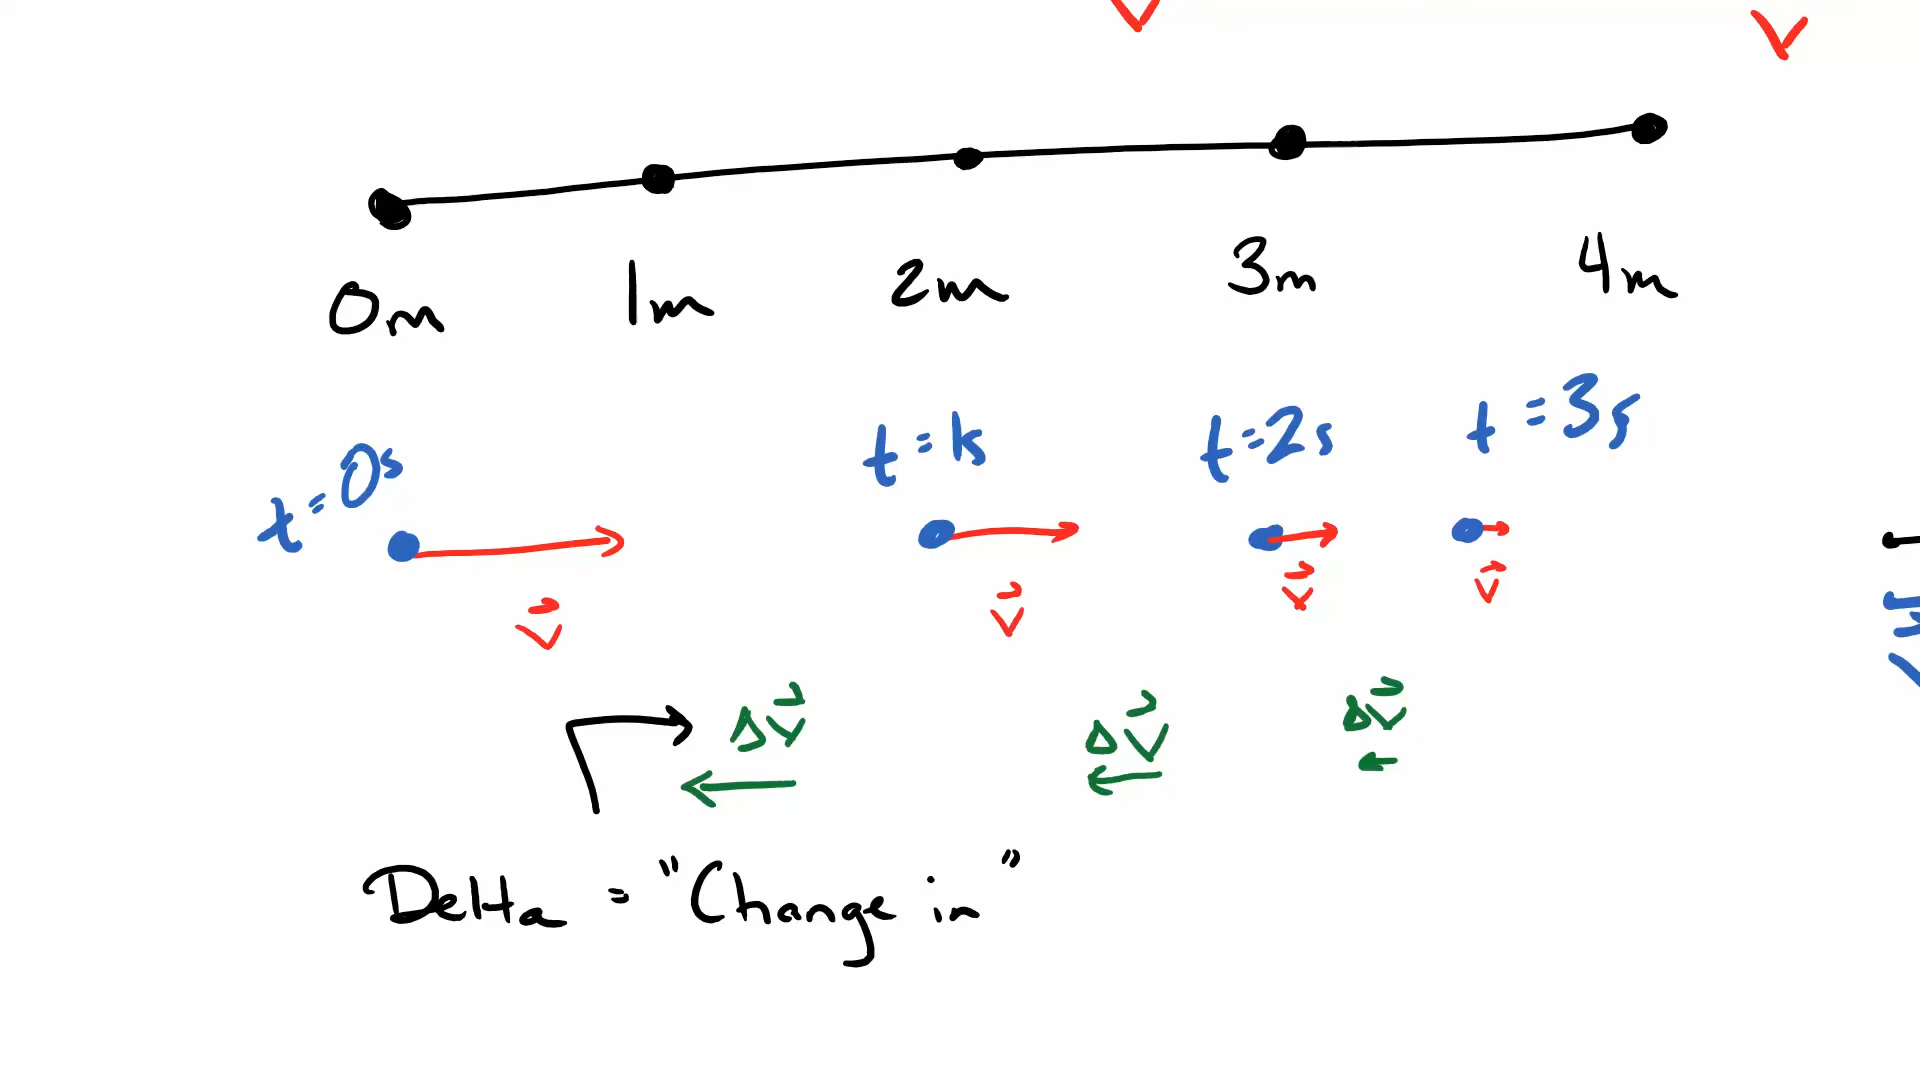 0m 1m 2m 3m 4m
t=0s t=1s t=2s t=3s
v⃗ v⃗ v⃗ v⃗
Δv⃗ Δv⃗ Δv⃗
Delta = "Change in"